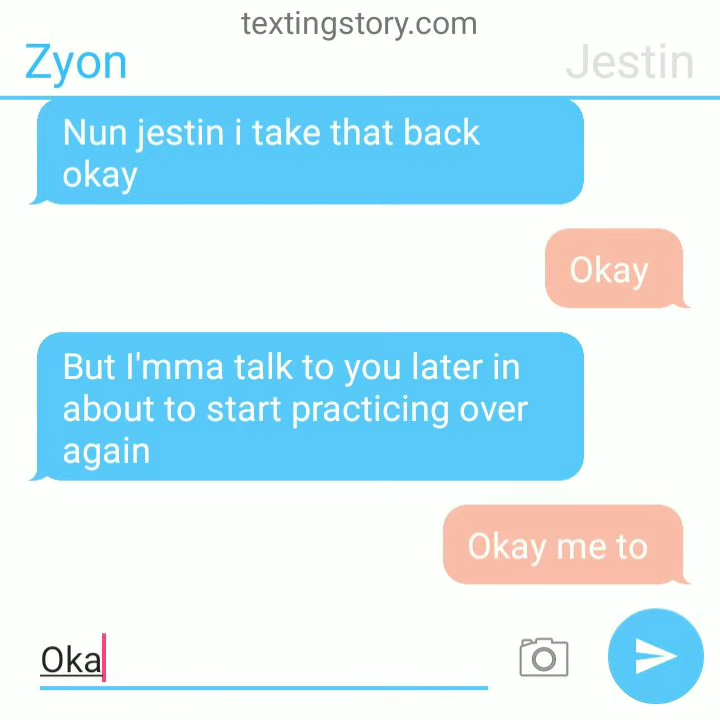 textingstory.com
Zyon
Jestin
Nun jestin i take that back
okay
Okay
But I'mma talk to you later in
about to start practicing over
again
Okay me to
Oka